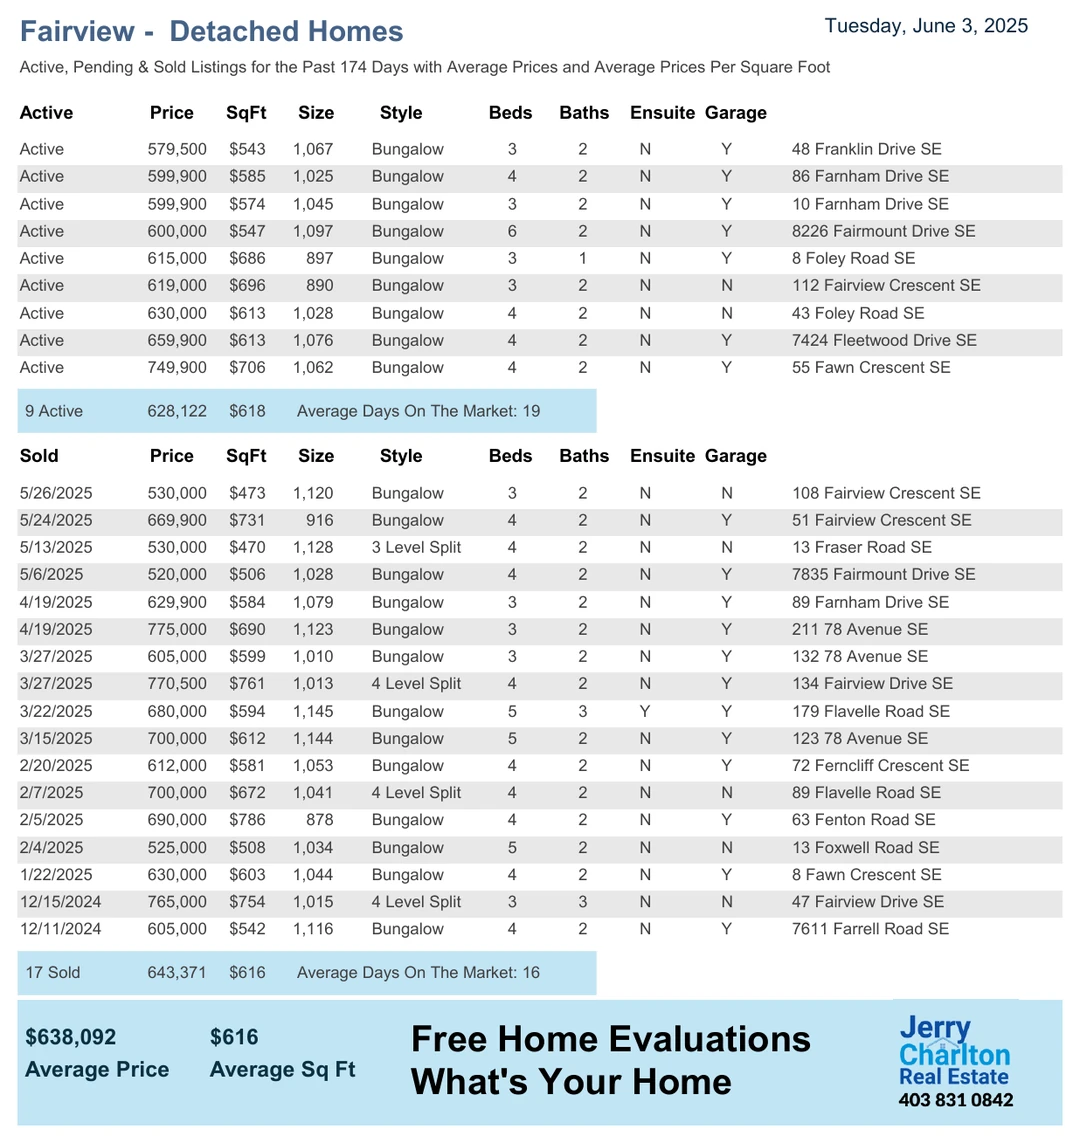 Fairview - Detached Homes
Tuesday, June 3, 2025
Active, Pending & Sold Listings for the Past 174 Days with Average Prices and Average Prices Per Square Foot
Active Price SqFt Size Style Beds Baths Ensuite Garage
Active 579,500 $543 1,067 Bungalow 3 2 N Y 48 Franklin Drive SE
Active 599,900 $585 1,025 Bungalow 4 2 N Y 86 Farnham Drive SE
Active 599,900 $574 1,045 Bungalow 3 2 N Y 10 Farnham Drive SE
Active 600,000 $547 1,097 Bungalow 6 2 N Y 8226 Fairmount Drive SE
Active 615,000 $686 897 Bungalow 3 1 N Y 8 Foley Road SE
Active 619,000 $696 890 Bungalow 3 2 N N 112 Fairview Crescent SE
Active 630,000 $613 1,028 Bungalow 4 2 N N 43 Foley Road SE
Active 659,900 $613 1,076 Bungalow 4 2 N Y 7424 Fleetwood Drive SE
Active 749,900 $706 1,062 Bungalow 4 2 N Y 55 Fawn Crescent SE
9 Active 628,122 $618 Average Days On The Market: 19
Sold Price SqFt Size Style Beds Baths Ensuite Garage
5/26/2025 530,000 $473 1,120 Bungalow 3 2 N N 108 Fairview Crescent SE
5/24/2025 669,900 $731 916 Bungalow 4 2 N Y 51 Fairview Crescent SE
5/13/2025 530,000 $470 1,128 3 Level Split 4 2 N N 13 Fraser Road SE
5/6/2025 520,000 $506 1,028 Bungalow 4 2 N Y 7835 Fairmount Drive SE
4/19/2025 629,900 $584 1,079 Bungalow 3 2 N Y 89 Farnham Drive SE
4/19/2025 775,000 $690 1,123 Bungalow 3 2 N Y 211 78 Avenue SE
3/27/2025 605,000 $599 1,010 Bungalow 3 2 N Y 132 78 Avenue SE
3/27/2025 770,500 $761 1,013 4 Level Split 4 2 N Y 134 Fairview Drive SE
3/22/2025 680,000 $594 1,145 Bungalow 5 3 Y Y 179 Flavelle Road SE
3/15/2025 700,000 $612 1,144 Bungalow 5 2 N Y 123 78 Avenue SE
2/20/2025 612,000 $581 1,053 Bungalow 4 2 N Y 72 Ferncliff Crescent SE
2/7/2025 700,000 $672 1,041 4 Level Split 4 2 N N 89 Flavelle Road SE
2/5/2025 690,000 $786 878 Bungalow 4 2 N Y 63 Fenton Road SE
2/4/2025 525,000 $508 1,034 Bungalow 5 2 N N 13 Foxwell Road SE
1/22/2025 630,000 $603 1,044 Bungalow 4 2 N Y 8 Fawn Crescent SE
12/15/2024 765,000 $754 1,015 4 Level Split 3 3 N N 47 Fairview Drive SE
12/11/2024 605,000 $542 1,116 Bungalow 4 2 N Y 7611 Farrell Road SE
17 Sold 643,371 $616 Average Days On The Market: 16
$638,092 $616
Average Price Average Sq Ft
Free Home Evaluations
What's Your Home
Jerry
Charlton
Real Estate
403 831 0842